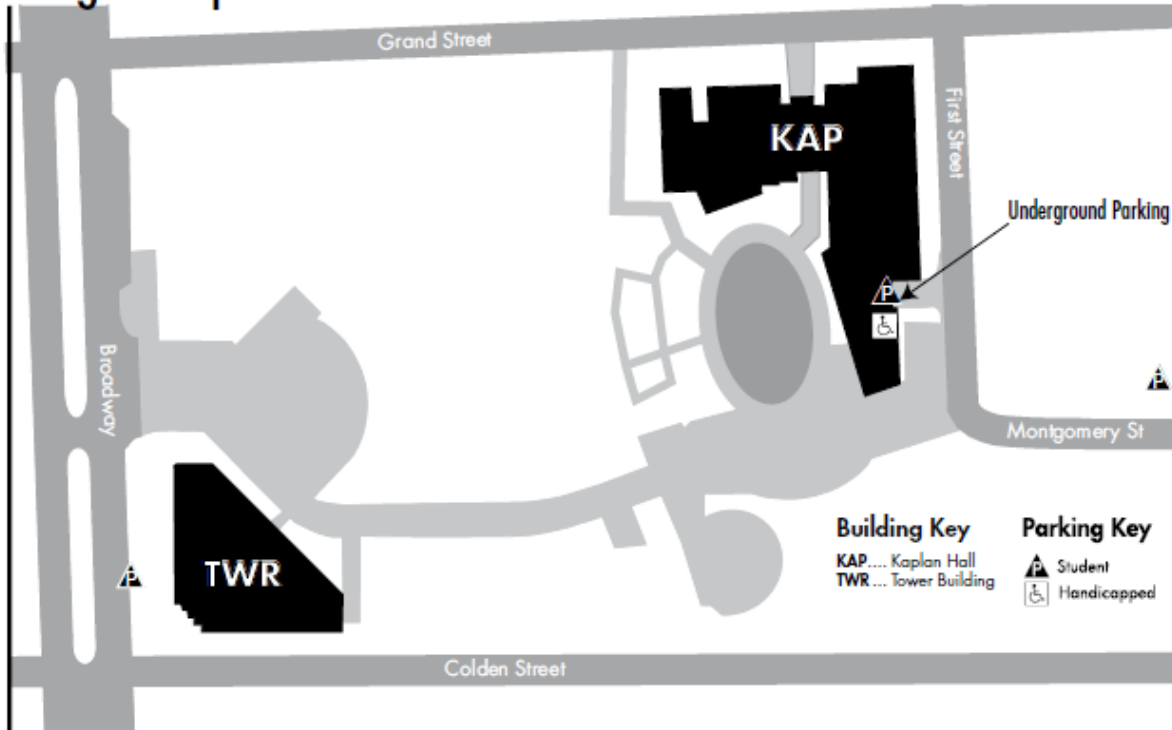 Grand Street
First Street
KAP
Underground Parking
P
P
Broadway
Montgomery St
Building Key
KAP.... Kaplan Hall
TWR... Tower Building
Parking Key
P Student
Handicapped
P
TWR
Colden Street